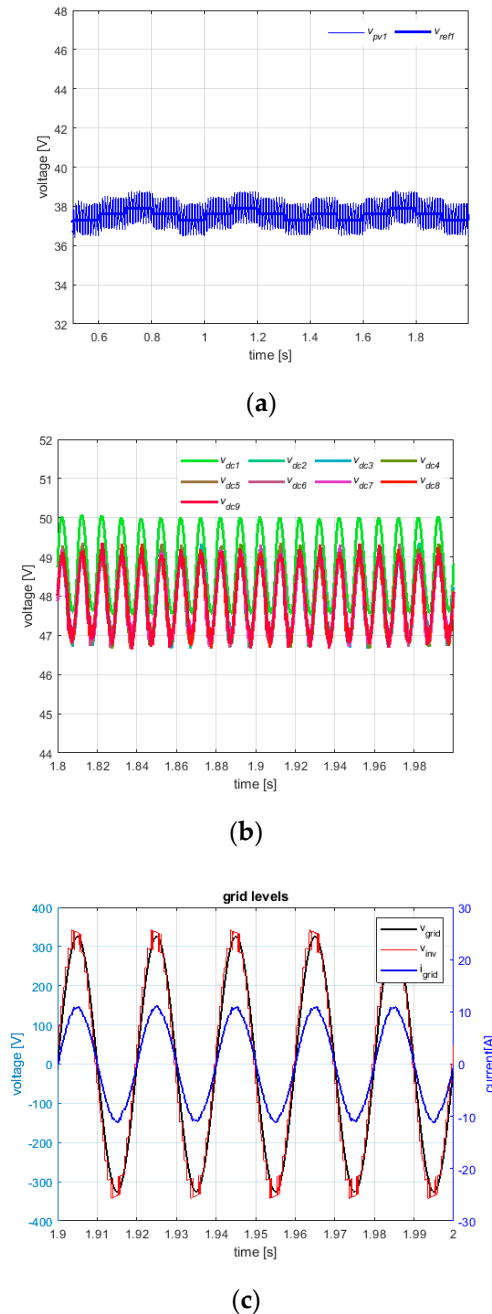 48
46
44
42
40
38
36
34
32
voltage [V]
v_pv1 v_ref1
0.6 0.8 1 1.2 1.4 1.6 1.8
time [s]
(a)
52
51
50
49
48
47
46
45
44
voltage [V]
v_dc1 v_dc2 v_dc3 v_dc4
v_dc5 v_dc6 v_dc7 v_dc8
v_dc9
1.8 1.82 1.84 1.86 1.88 1.9 1.92 1.94 1.96 1.98
time [s]
(b)
grid levels
400
300
200
100
0
-100
-200
-300
-400
voltage [V]
v_grid
v_inv
i_grid
30
20
10
0
-10
-20
-30
current[A]
1.9 1.91 1.92 1.93 1.94 1.95 1.96 1.97 1.98 1.99 2
time [s]
(c)